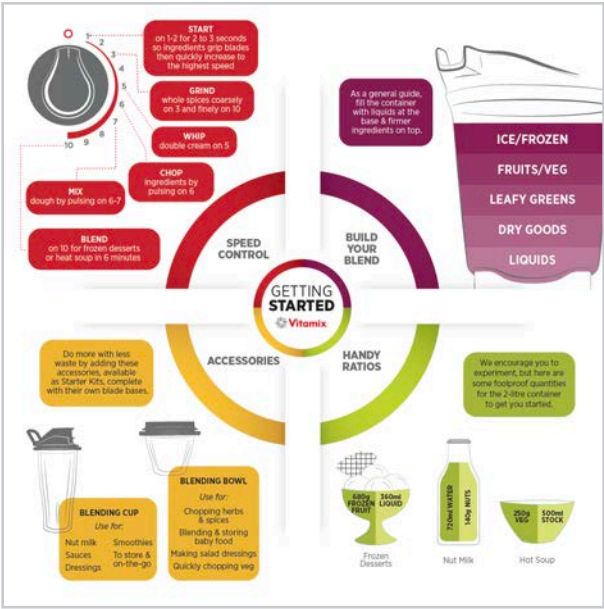 START
on 1-2 for 2 to 3 seconds
so ingredients grip blades
then quickly increase to
the highest speed
GRIND
whole spices coarsely
on 3 and finely on 10
WHIP
double cream on 5
CHOP
ingredients by
pulsing on 6
MIX
dough by pulsing on 6-7
BLEND
on 10 for frozen desserts
or heat soup in 6 minutes
1
2
3
4
5
6
7
8
9
10
As a general guide,
fill the container
with liquids at the
base & firmer
ingredients on top.
ICE/FROZEN
FRUITS/VEG
LEAFY GREENS
DRY GOODS
LIQUIDS
SPEED
CONTROL
BUILD
YOUR
BLEND
GETTING
STARTED
Vitamix
ACCESSORIES
HANDY
RATIOS
Do more with less
waste by adding these
accessories, available
as Starter Kits, complete
with their own blade bases.
BLENDING CUP
Use for:
Nut milk
Sauces
Dressings
Smoothies
To store &
on-the-go
BLENDING BOWL
Use for:
Chopping herbs
& spices
Blending & storing
baby food
Making salad dressings
Quickly chopping veg
We encourage you to
experiment, but here are
some foolproof quantities
for the 2-litre container
to get you started.
680g
FROZEN
FRUIT
360ml
LIQUID
Frozen
Desserts
720ml WATER
140g NUTS
Nut Milk
250g
VEG
500ml
STOCK
Hot Soup